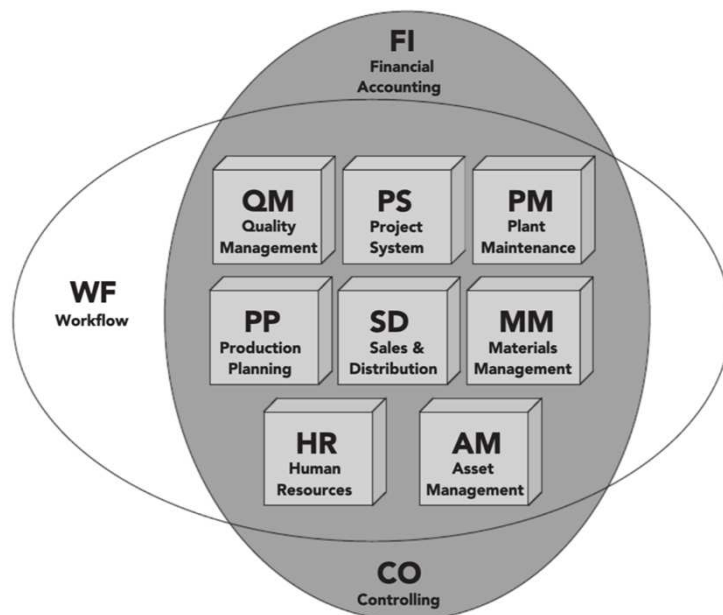 FI
Financial
Accounting
QM
Quality
Management
PS
Project
System
PM
Plant
Maintenance
WF
Workflow
PP
Production
Planning
SD
Sales &
Distribution
MM
Materials
Management
HR
Human
Resources
AM
Asset
Management
CO
Controlling